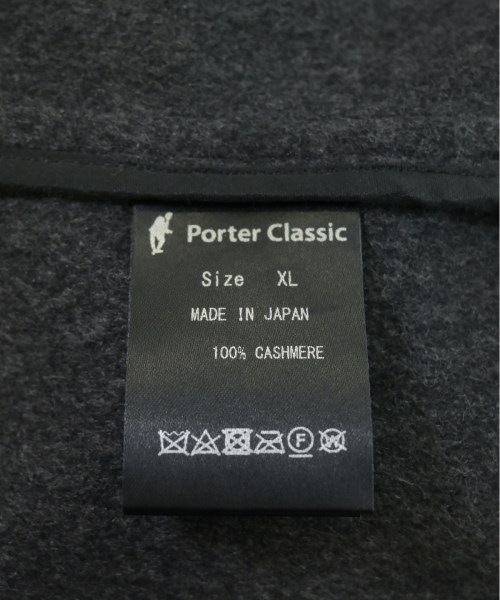 Porter Classic
Size XL
MADE IN JAPAN
100% CASHMERE
F W